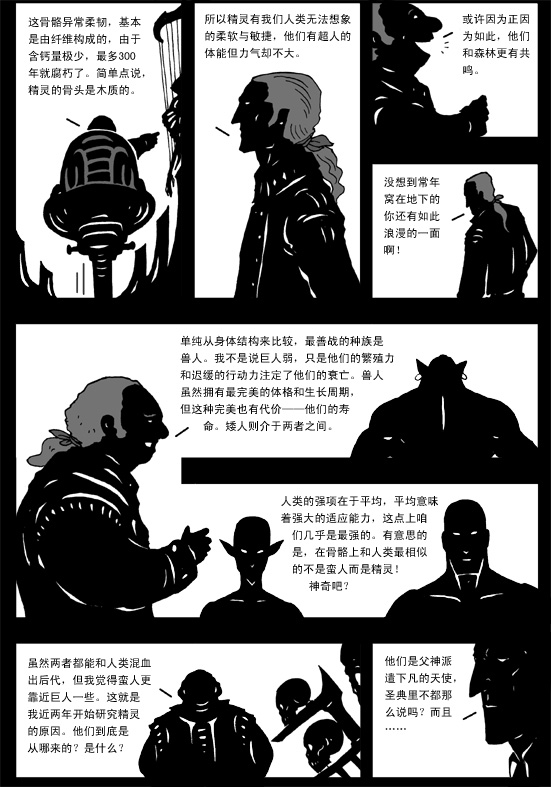 这骨骼异常柔韧，基本
是由纤维构成的，由于
含钙量极少，最多300
年就腐朽了。简单点说，
精灵的骨头是木质的。
所以精灵有我们人类无法想象
的柔软与敏捷，他们有超人的
体能但力气却不大。
或许因为正因
为如此，他们
和森林更有共
鸣。
没想到常年
窝在地下的
你还有如此
浪漫的一面
啊！
单纯从身体结构来比较，最善战的种族是
兽人。我不是说巨人弱，只是他们的繁殖力
和迟缓的行动力注定了他们的衰亡。兽人
虽然拥有最完美的体格和生长周期，
但这种完美也有代价——他们的寿
命。矮人则介于两者之间。
人类的强项在于平均，平均意味
着强大的适应能力，这点上咱
们几乎是最强的。有意思的
是，在骨骼上和人类最相似
的不是蛮人而是精灵！
神奇吧？
虽然两者都能和人类混血
出后代，但我觉得蛮人更
靠近巨人一些。这就是
我近两年开始研究精灵
的原因。他们到底是
从哪来的？是什么？
他们是父神派
遣下凡的天使，
圣典里不都那
么说吗？而且
……